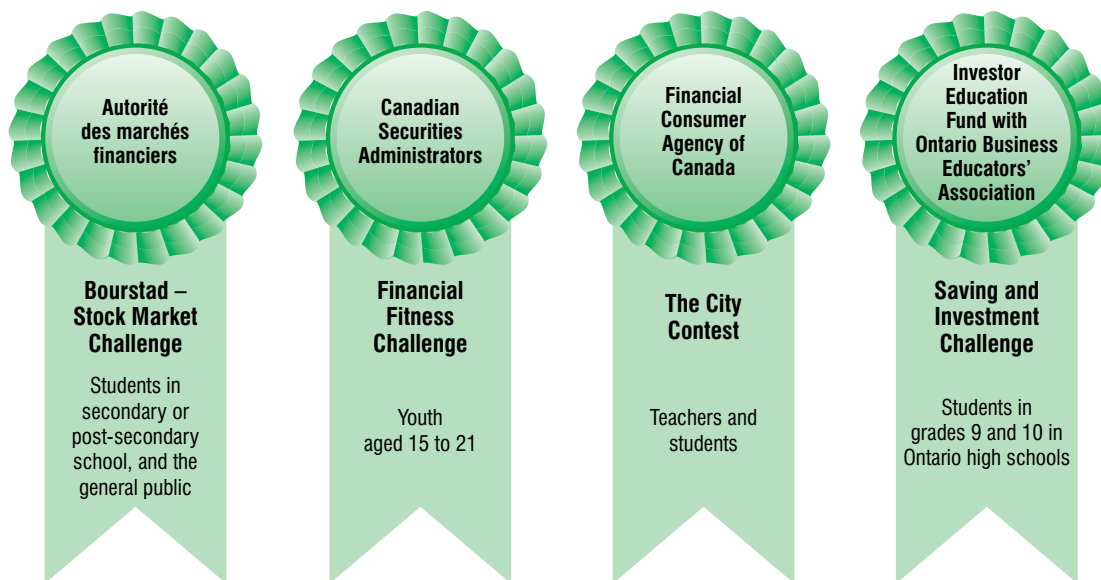 Autorité
des marchés
financiers
Bourstad –
Stock Market
Challenge
Students in
secondary or
post-secondary
school, and the
general public
Canadian
Securities
Administrators
Financial
Fitness
Challenge
Youth
aged 15 to 21
Financial
Consumer
Agency of
Canada
The City
Contest
Teachers and
students
Investor
Education
Fund with
Ontario Business
Educators’
Association
Saving and
Investment
Challenge
Students in
grades 9 and 10 in
Ontario high schools